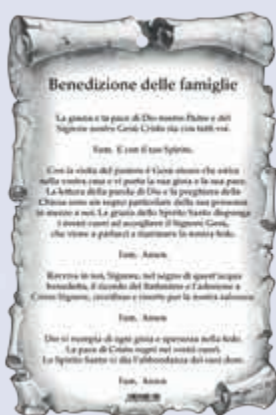 Benedizione delle famiglie
La grazia e la pace di Dio nostro Padre e del
Signore nostro Gesù Cristo sia con tutti voi.
Fam. E con il tuo Spirito.
Con la visita del pastore è Gesù stesso che entra
nella vostra casa e vi porta la sua gioia e la sua pace.
La lettura della parola di Dio e la preghiera della
Chiesa sono un segno particolare della sua presenza
in mezzo a noi. La grazia dello Spirito Santo disponga
i nostri cuori ad accogliere il Signore Gesù,
che viene a parlarci a rianimare la nostra fede.
Fam. Amen
Ravviva in noi, Signore, nel segno di quest'acqua
benedetta, il ricordo del Battesimo e l'adesione a
Cristo Signore, crocifisso e risorto per la nostra salvezza.
Fam. Amen
Dio vi riempia di ogni gioia e speranza nella fede.
La pace di Cristo regni nei vostri cuori.
Lo Spirito Santo vi dia l'abbondanza dei suoi doni.
Fam. Amen